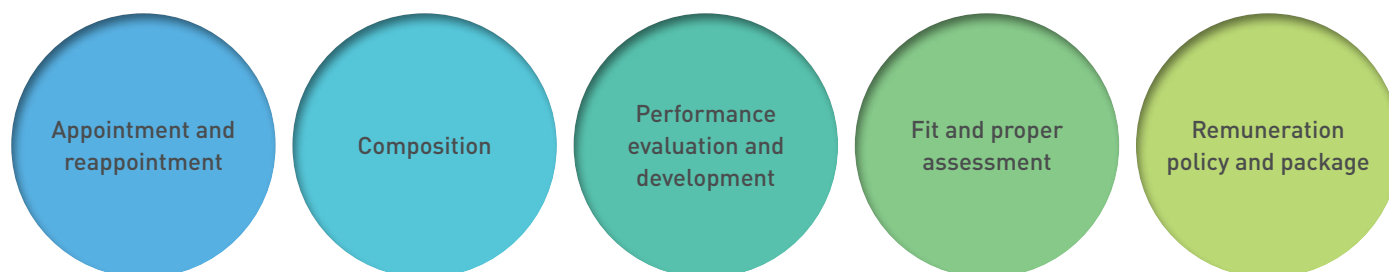 Appointment and
reappointment
Composition
Performance
evaluation and
development
Fit and proper
assessment
Remuneration
policy and package